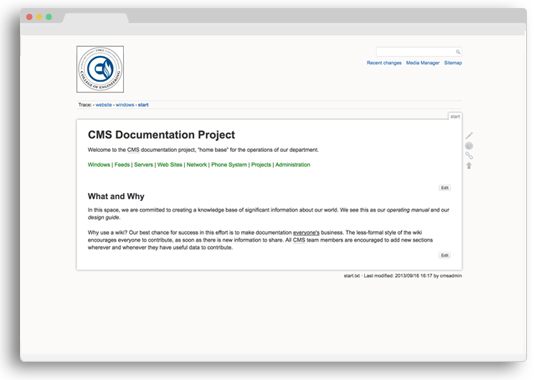 COLLEGE OF ENGINEERING
Recent changes Media Manager Sitemap
Trace: • website • windows • start
start
CMS Documentation Project
Welcome to the CMS documentation project, "home base" for the operations of our department.
Windows | Feeds | Servers | Web Sites | Network | Phone System | Projects | Administration
Edit
What and Why
In this space, we are committed to creating a knowledge base of significant information about our world. We see this as our operating manual and our
design guide.
Why use a wiki? Our best chance for success in this effort is to make documentation everyone's business. The less-formal style of the wiki
encourages everyone to contribute, as soon as there is new information to share. All CMS team members are encouraged to add new sections
wherever and whenever they have useful data to contribute.
Edit
start.txt · Last modified: 2013/09/16 16:17 by cmsadmin